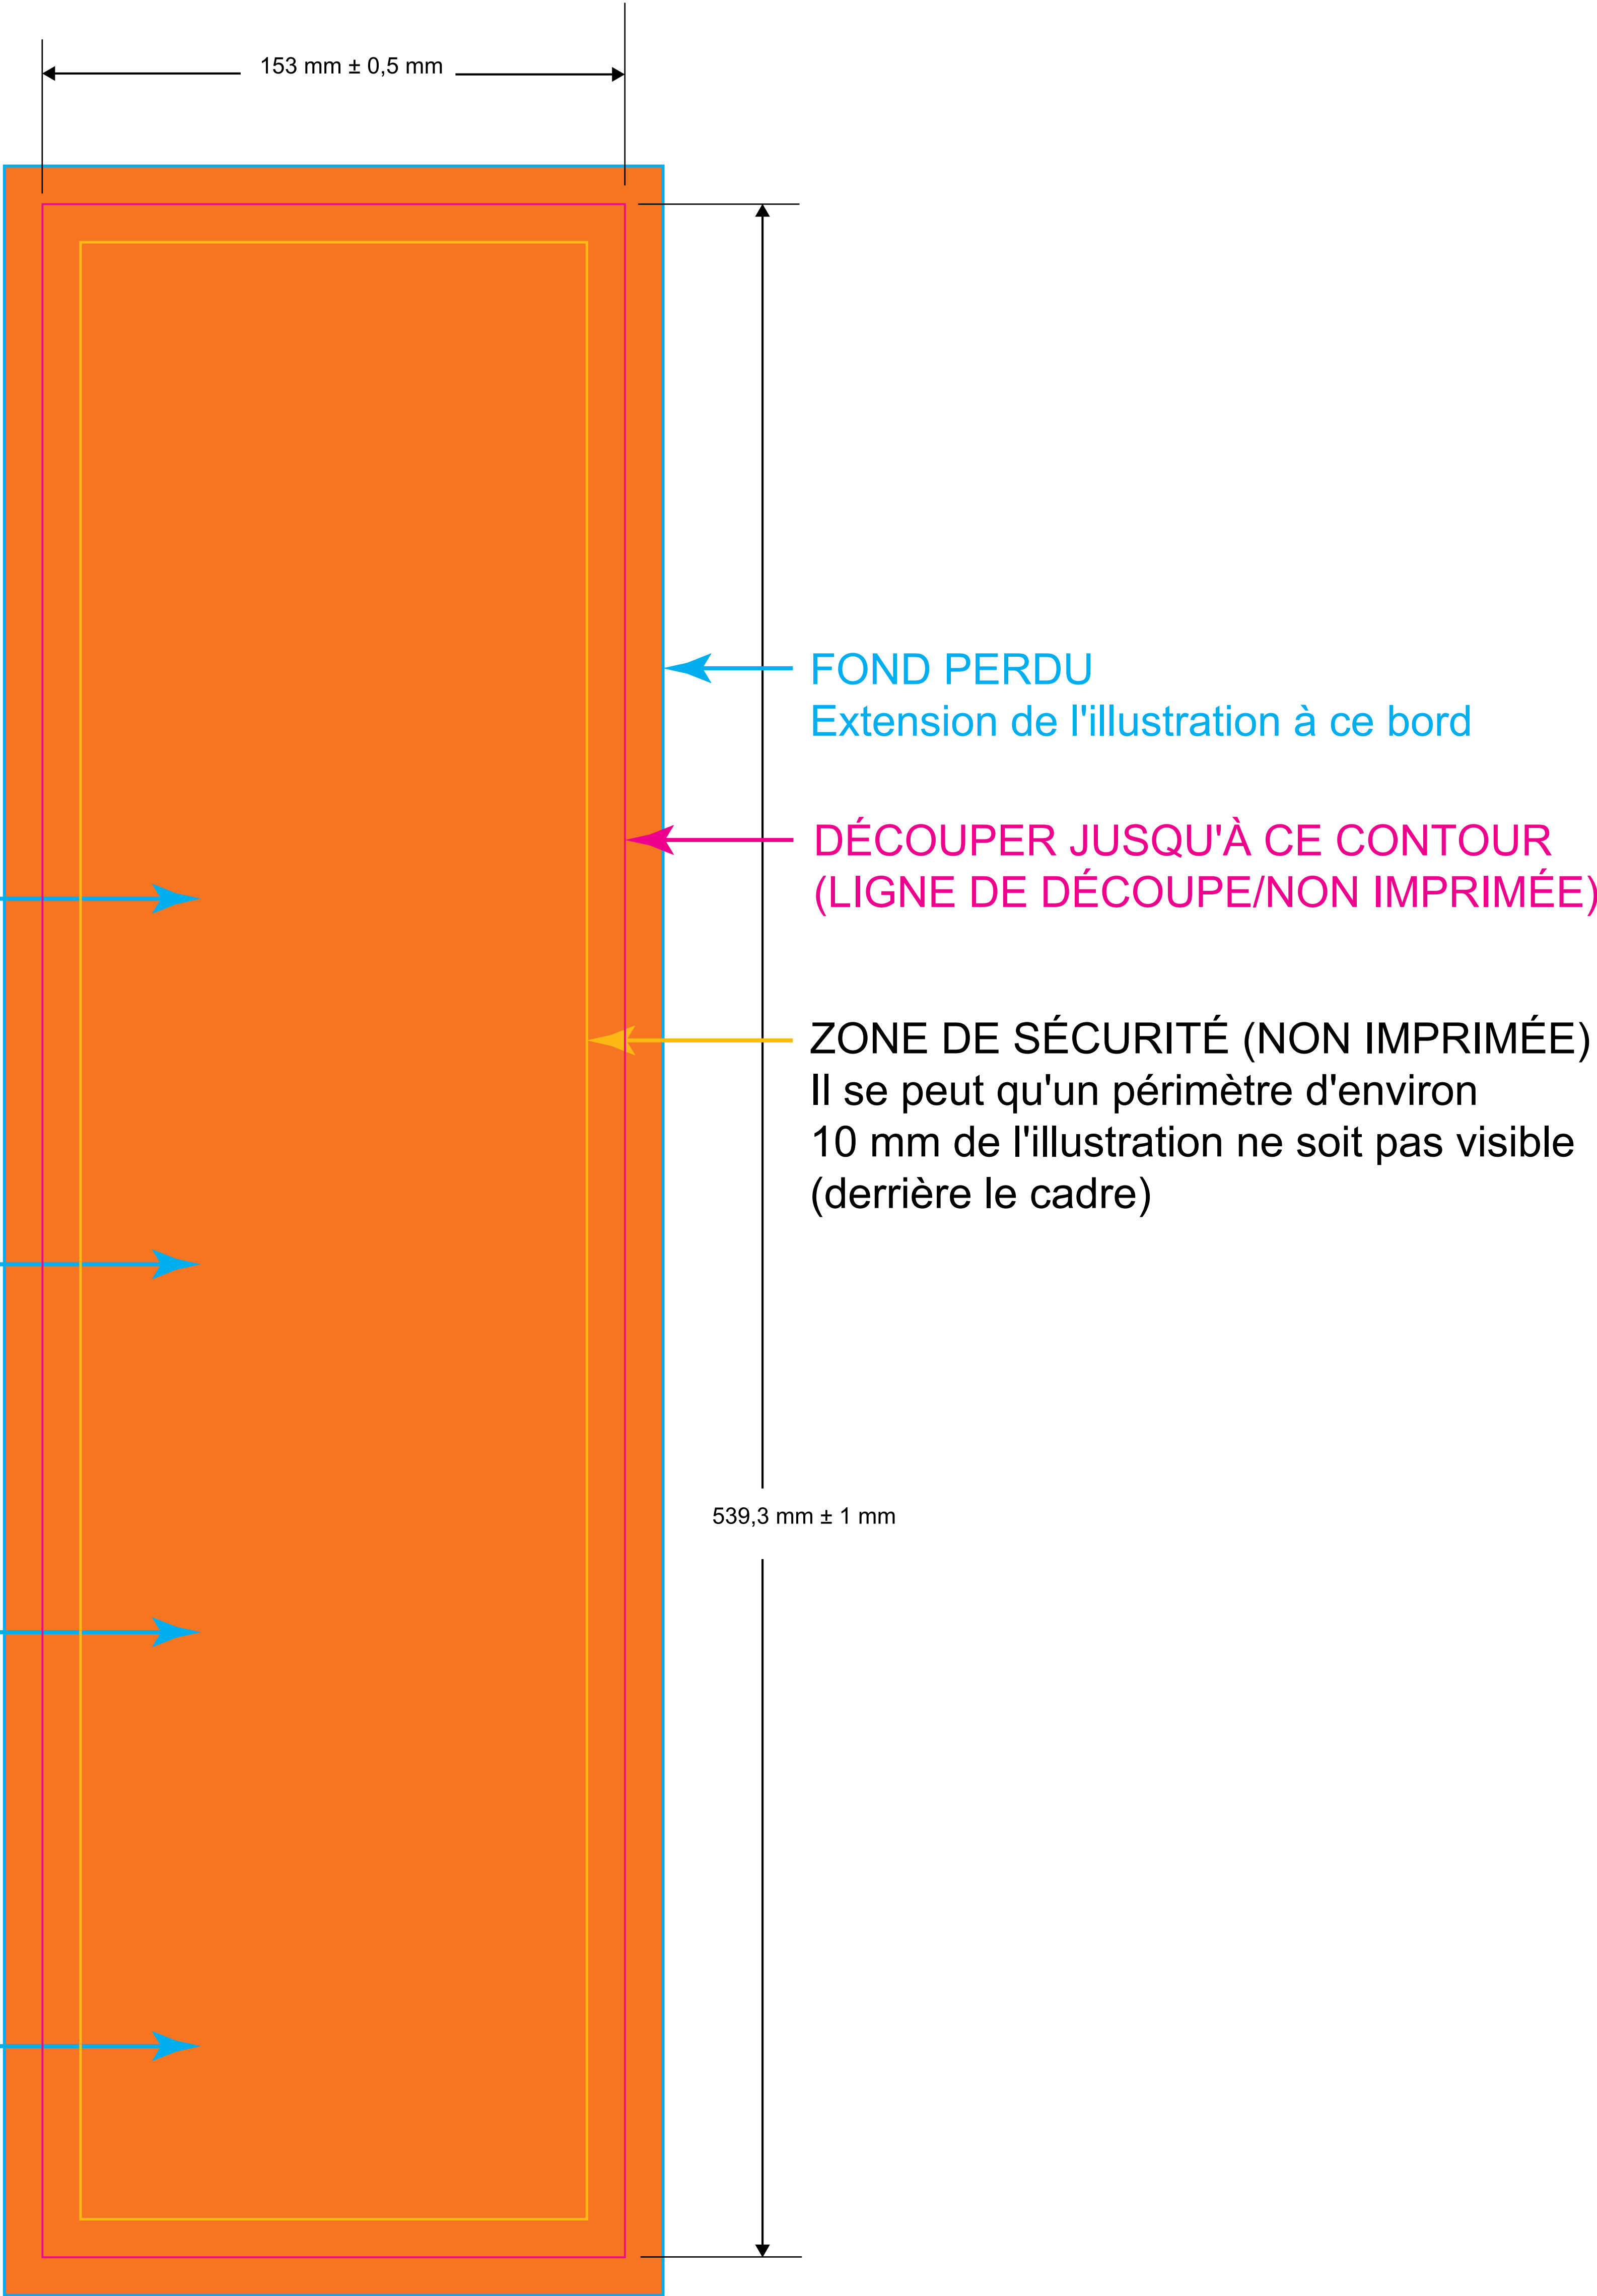 153 mm ± 0,5 mm
FOND PERDU
Extension de l'illustration à ce bord
DÉCOUPER JUSQU'À CE CONTOUR
(LIGNE DE DÉCOUPE/NON IMPRIMÉE)
ZONE DE SÉCURITÉ (NON IMPRIMÉE)
Il se peut qu'un périmètre d'environ
10 mm de l'illustration ne soit pas visible
(derrière le cadre)
539,3 mm ± 1 mm